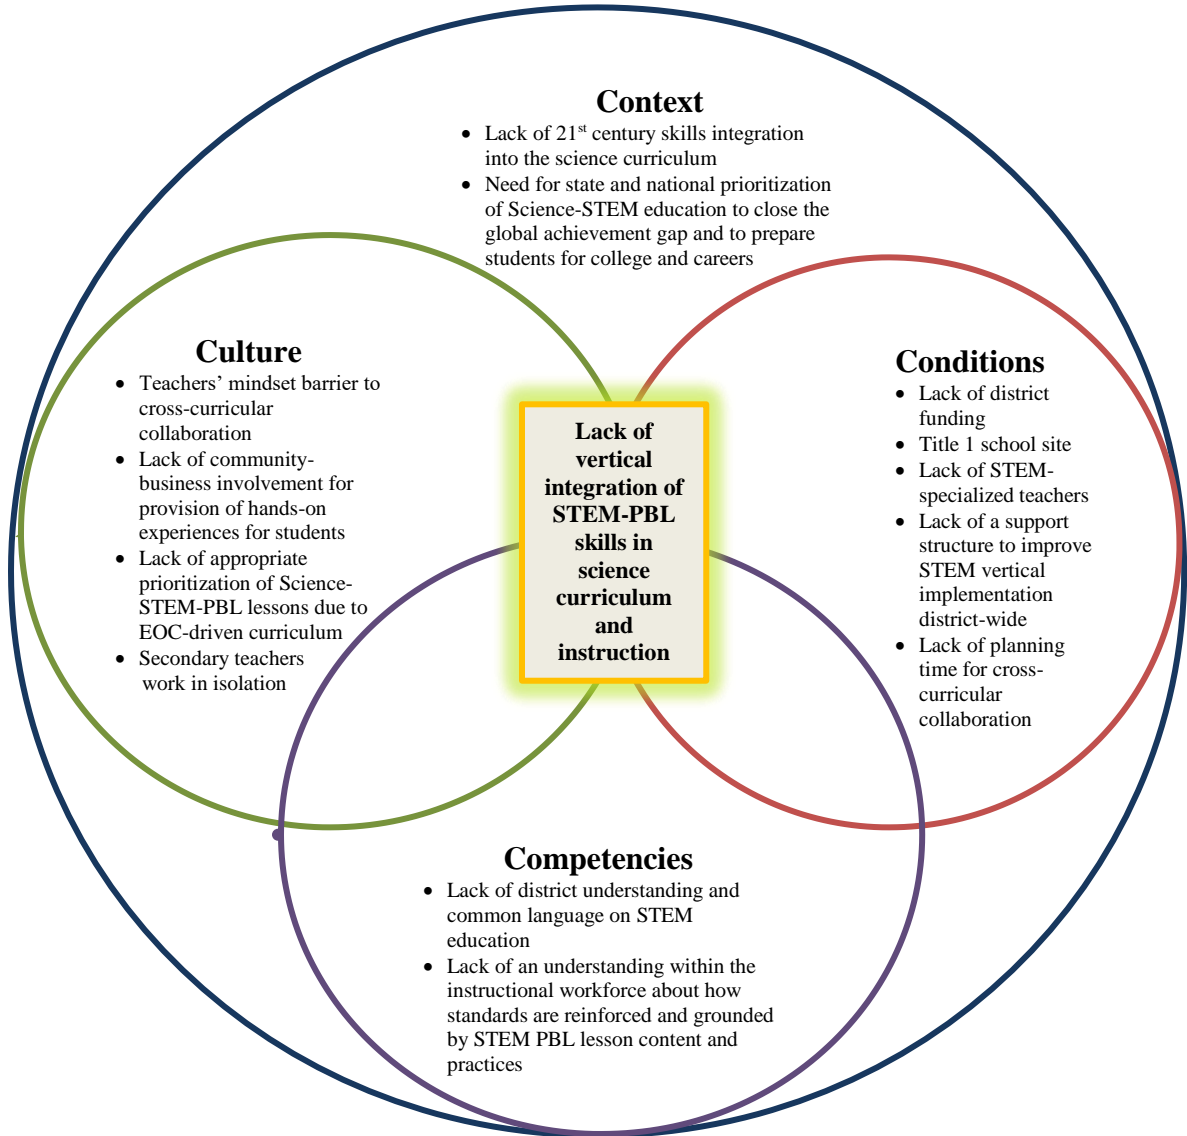 Context
• Lack of 21st century skills integration
into the science curriculum
• Need for state and national prioritization
of Science-STEM education to close the
global achievement gap and to prepare
students for college and careers
Culture
• Teachers’ mindset barrier to
cross-curricular
collaboration
• Lack of community-
business involvement for
provision of hands-on
experiences for students
• Lack of appropriate
prioritization of Science-
STEM-PBL lessons due to
EOC-driven curriculum
• Secondary teachers
work in isolation
Lack of
vertical
integration of
STEM-PBL
skills in
science
curriculum
and
instruction
Conditions
• Lack of district
funding
• Title 1 school site
• Lack of STEM-
specialized teachers
• Lack of a support
structure to improve
STEM vertical
implementation
district-wide
• Lack of planning
time for cross-
curricular
collaboration
Competencies
• Lack of district understanding and
common language on STEM
education
• Lack of an understanding within the
instructional workforce about how
standards are reinforced and grounded
by STEM PBL lesson content and
practices